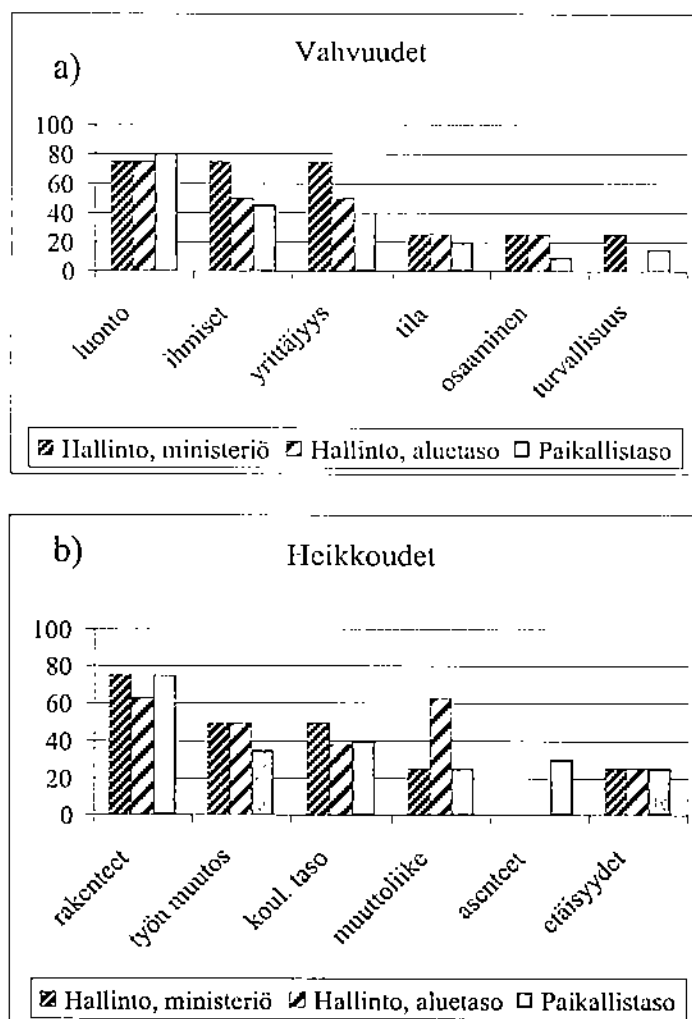 a)
Vahvuudet
100
80
60
40
20
0
luonto
ihmiset
yrittäjyys
tila
osaaminen
turvallisuus
Hallinto, ministeriö Hallinto, aluetaso Paikallistaso
b)
Heikkoudet
100
80
60
40
20
0
rakenteet
työn muutos
koul. taso
muuttoliike
asenteet
etäisyydet
Hallinto, ministeriö Hallinto, aluetaso Paikallistaso